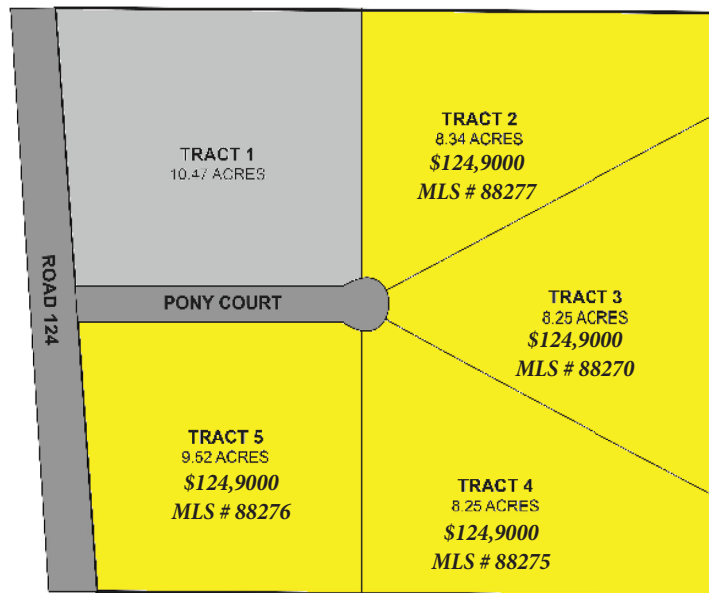 TRACT 1
10.47 ACRES
TRACT 2
8.34 ACRES
$124,9000
MLS # 88277
ROAD 124
PONY COURT
TRACT 3
8.25 ACRES
$124,9000
MLS # 88270
TRACT 5
9.52 ACRES
$124,9000
MLS # 88276
TRACT 4
8.25 ACRES
$124,9000
MLS # 88275